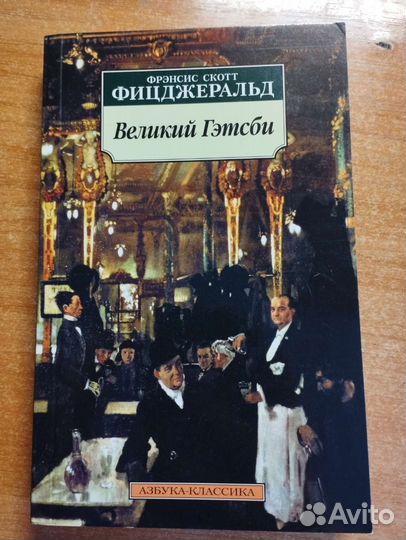 ФРЭНСИС СКОТТ
ФИЦДЖЕРАЛЬД
Великий Гэтсби
АЗБУКА-КЛАССИКА
Avito